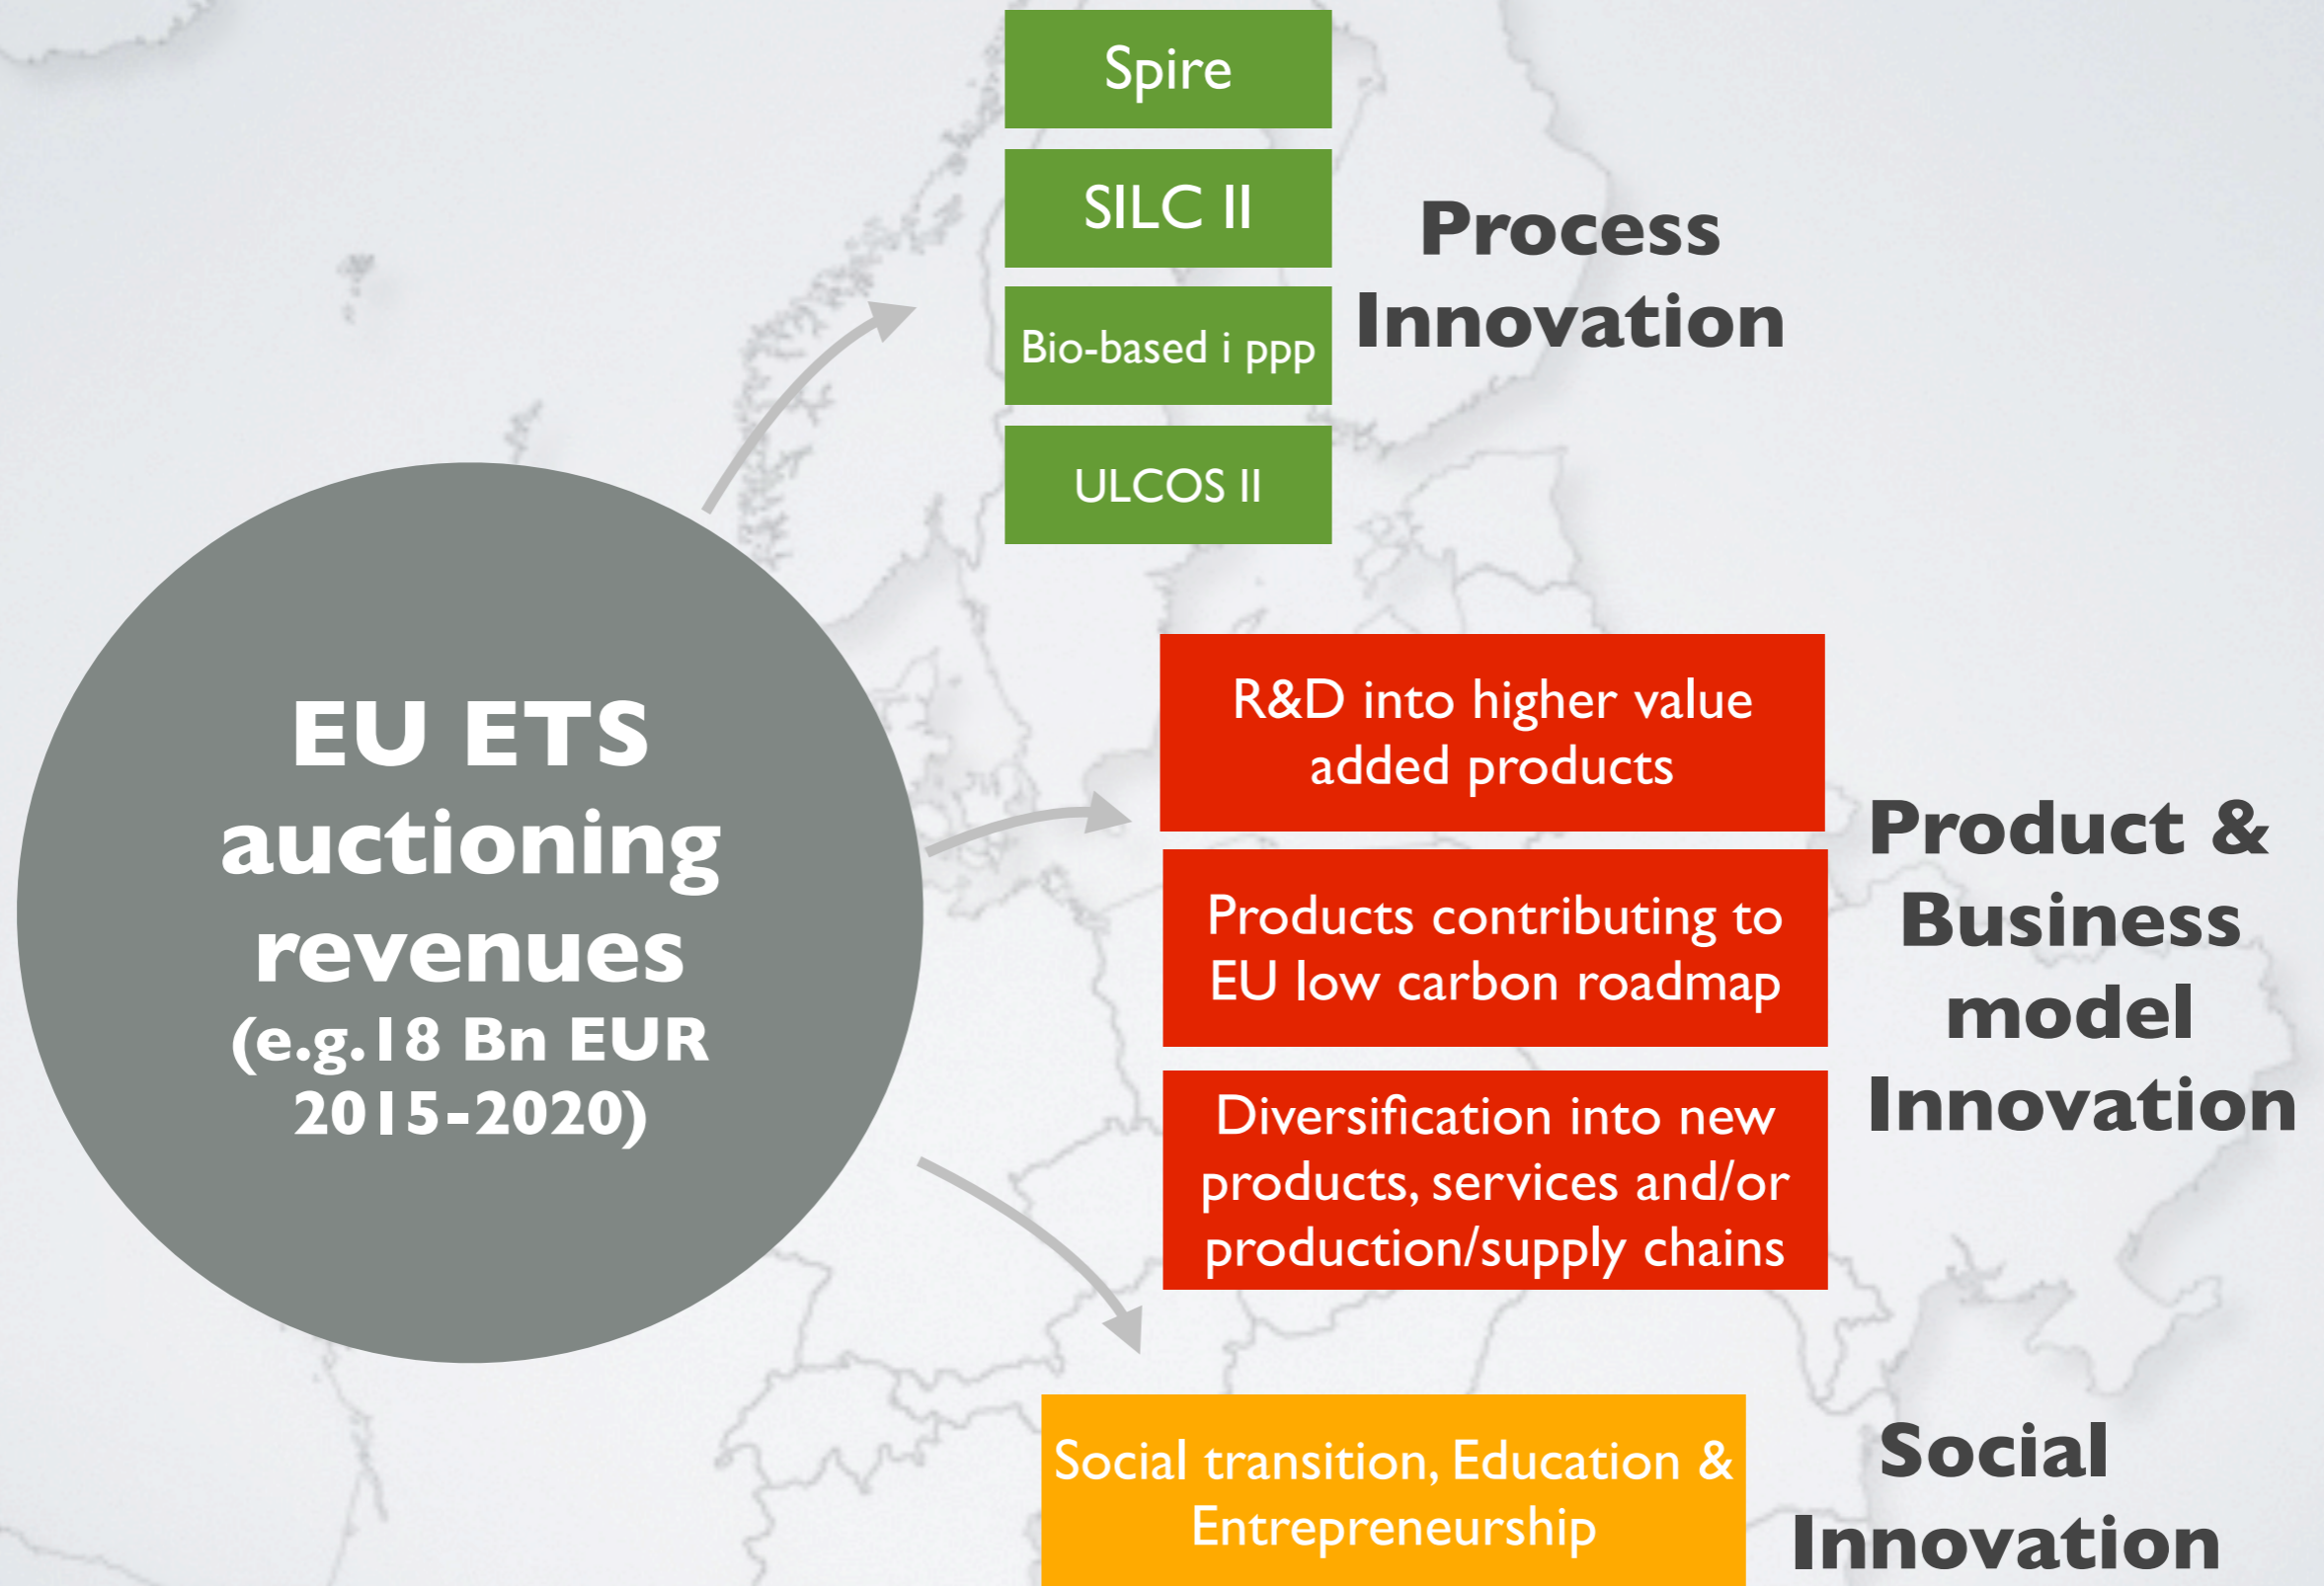 Spire
SILC II
Bio-based i ppp
ULCOS II
Process
Innovation
EU ETS
auctioning
revenues
(e.g.18 Bn EUR
2015-2020)
R&D into higher value
added products
Products contributing to
EU low carbon roadmap
Diversification into new
products, services and/or
production/supply chains
Product &
Business
model
Innovation
Social transition, Education &
Entrepreneurship
Social
Innovation